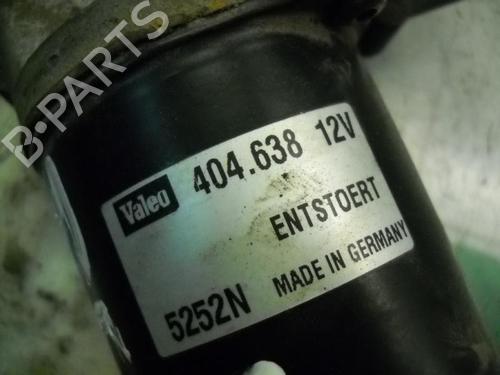 B-PARTS
Valeo 404.638 12V
ENTSTOERT
5252N MADE IN GERMANY